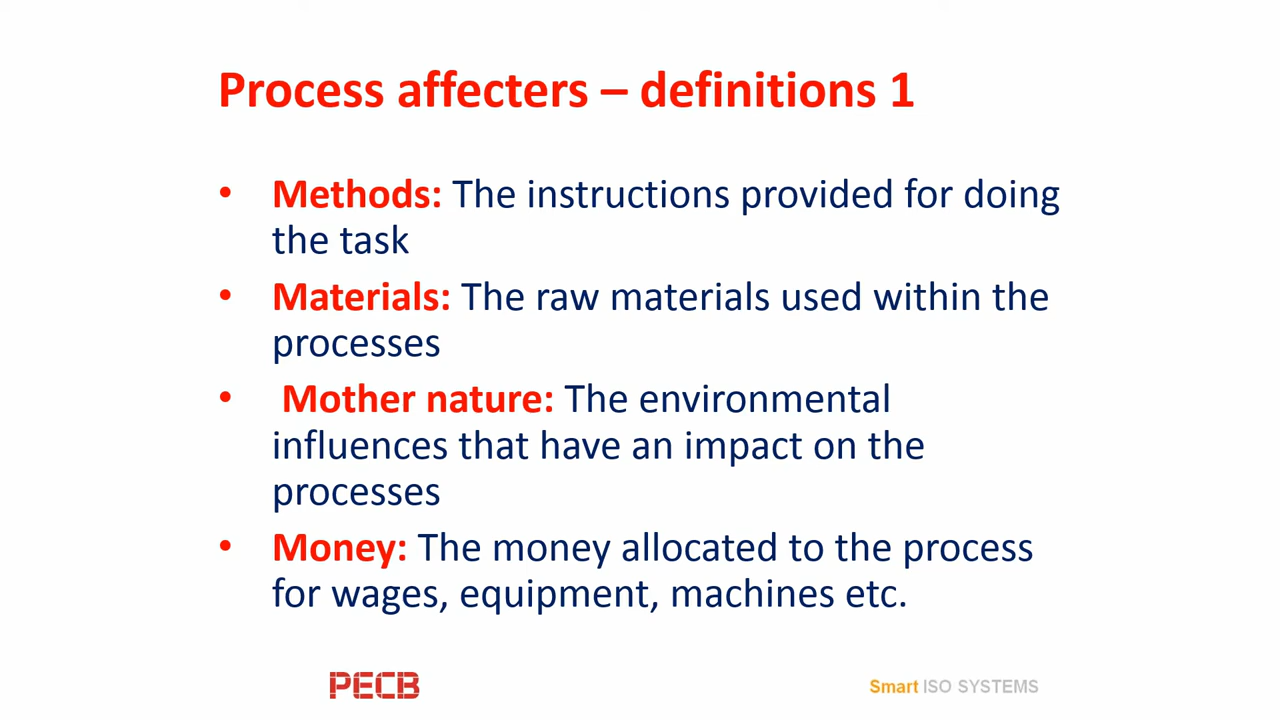 Process affecters – definitions 1
• Methods: The instructions provided for doing
the task
• Materials: The raw materials used within the
processes
• Mother nature: The environmental
influences that have an impact on the
processes
• Money: The money allocated to the process
for wages, equipment, machines etc.
PECB
Smart ISO SYSTEMS